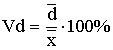 Vd = d̅/x̅ · 100%